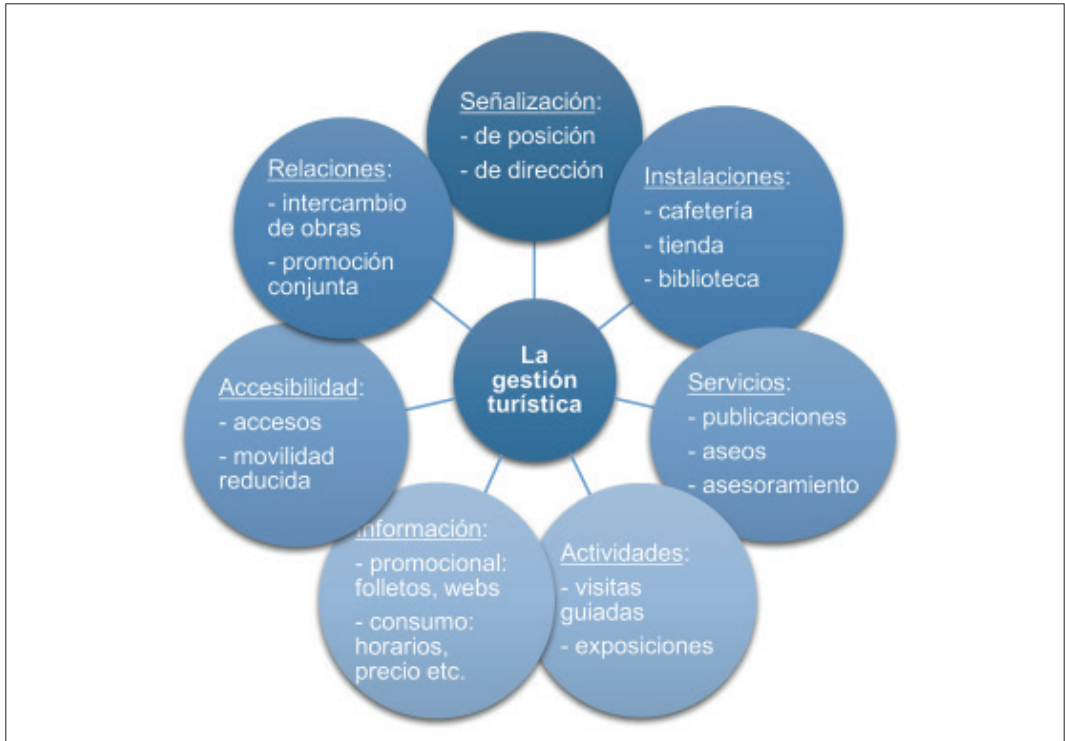 Señalización:
- de posición
- de dirección
Instalaciones:
- cafetería
- tienda
- biblioteca
Servicios:
- publicaciones
- aseos
- asesoramiento
Actividades:
- visitas
guiadas
- exposiciones
Información:
- promocional:
folletos, webs
- consumo:
horarios,
precio etc.
Accesibilidad:
- accesos
- movilidad
reducida
Relaciones:
- intercambio
de obras
- promoción
conjunta
La
gestión
turística